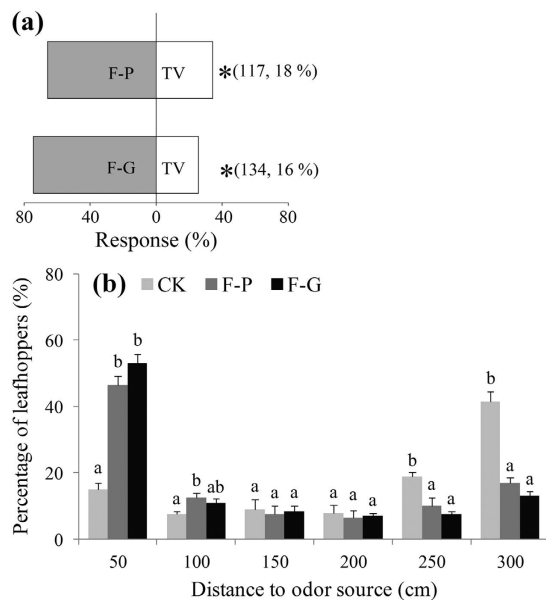 (a)
F-P TV *(117, 18 %)
F-G TV *(134, 16 %)
80 40 0 40 80
Response (%)
(b) CK F-P F-G
Percentage of leafhoppers (%)
80
60
40
20
0
a b b
a b ab
a a a
a a a
b a a
b a a
50 100 150 200 250 300
Distance to odor source (cm)